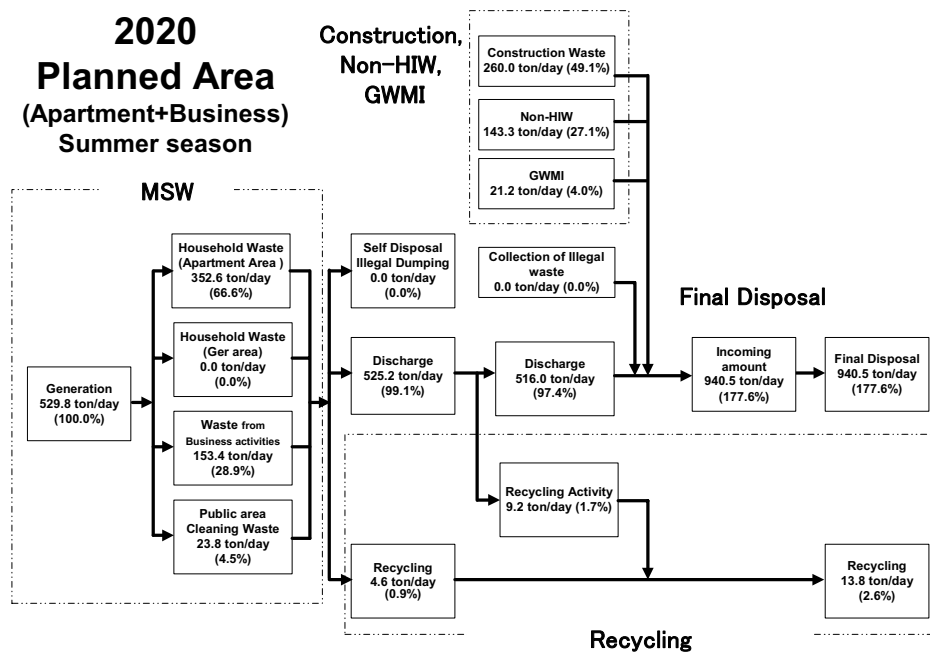 2020
Planned Area
(Apartment+Business)
Summer season
Construction,
Non-HIW,
GWMI
Construction Waste
260.0 ton/day (49.1%)
Non-HIW
143.3 ton/day (27.1%)
GWMI
21.2 ton/day (4.0%)
MSW
Household Waste
(Apartment Area )
352.6 ton/day
(66.6%)
Self Disposal
Illegal Dumping
0.0 ton/day
(0.0%)
Collection of Illegal
waste
0.0 ton/day (0.0%)
Final Disposal
Household Waste
(Ger area)
0.0 ton/day
(0.0%)
Generation
529.8 ton/day
(100.0%)
Discharge
525.2 ton/day
(99.1%)
Discharge
516.0 ton/day
(97.4%)
Incoming
amount
940.5 ton/day
(177.6%)
Final Disposal
940.5 ton/day
(177.6%)
Waste from
Business activities
153.4 ton/day
(28.9%)
Recycling Activity
9.2 ton/day (1.7%)
Public area
Cleaning Waste
23.8 ton/day
(4.5%)
Recycling
4.6 ton/day
(0.9%)
Recycling
13.8 ton/day
(2.6%)
Recycling